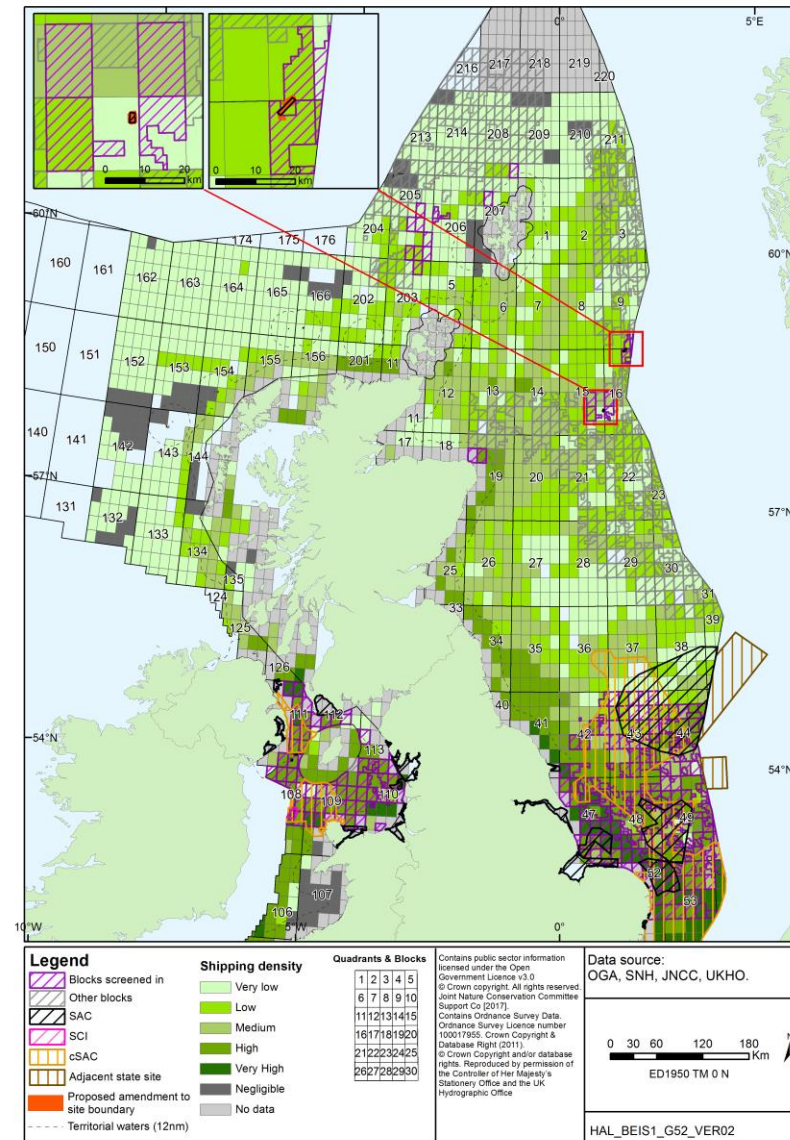 0°
5°E
216
217
218
219
220
213
214
208
209
210
211
0 10 20 km
0 10 20 km
205
60°N
204
206
207
1
2
3
60°N
174
175
176
160
161
162
163
164
165
166
202
203
5
6
7
8
9
150
151
152
153
154
155
156
201
11
12
13
14
15
16
11
140
141
142
143
144
17
18
19
20
21
22
23
57°N
57°N
131
132
133
134
135
25
26
27
28
29
30
31
124
125
33
34
35
36
37
38
39
126
40
41
42
43
44
111
112
113
54°N
54°N
108
109
110
47
48
49
52
53
106
107
10°W
5°W
0°
Legend
Blocks screened in
Other blocks
SAC
SCI
cSAC
Adjacent state site
Proposed amendment to
site boundary
Territorial waters (12nm)
Shipping density
Very low
Low
Medium
High
Very High
Negligible
No data
Quadrants & Blocks
1 2 3 4 5
6 7 8 9 10
11 12 13 14 15
16 17 18 19 20
21 22 23 24 25
26 27 28 29 30
Contains public sector information
licensed under the Open
Government Licence v3.0
© Crown copyright. All rights reserved.
Joint Nature Conservation Committee
Support Co [2017].
Contains Ordnance Survey Data.
Ordnance Survey Licence number
100017955. Crown Copyright &
Database Right (2011).
© Crown Copyright and/or database
rights. Reproduced by permission of
the Controller of Her Majesty's
Stationery Office and the UK
Hydrographic Office
Data source:
OGA, SNH, JNCC, UKHO.
0 30 60 120 180
Km
ED1950 TM 0 N
N
HAL_BEIS1_G52_VER02